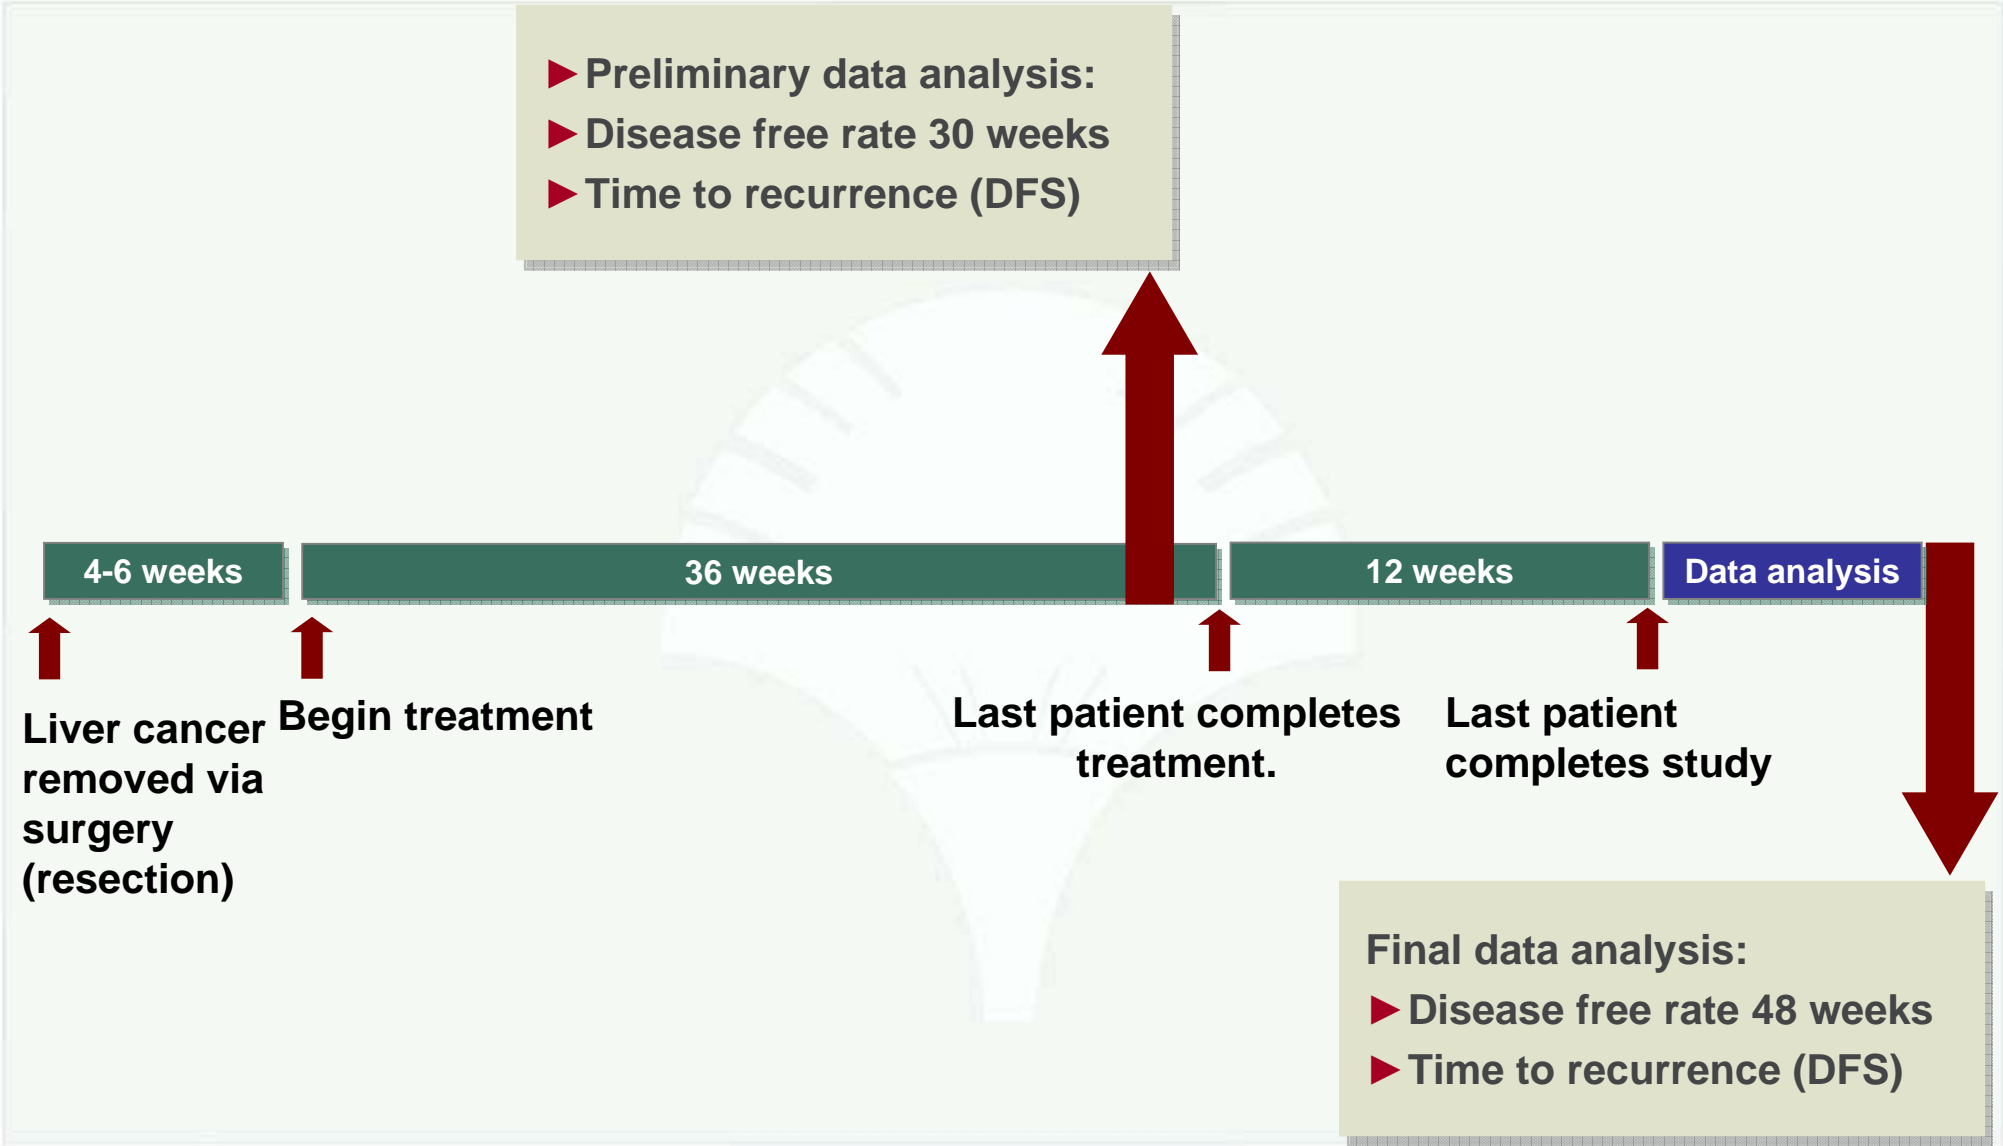 ►Preliminary data analysis:
►Disease free rate 30 weeks
►Time to recurrence (DFS)
4-6 weeks
36 weeks
12 weeks
Data analysis
Liver cancer
removed via
surgery
(resection)
Begin treatment
Last patient completes
treatment.
Last patient
completes study
Final data analysis:
►Disease free rate 48 weeks
►Time to recurrence (DFS)